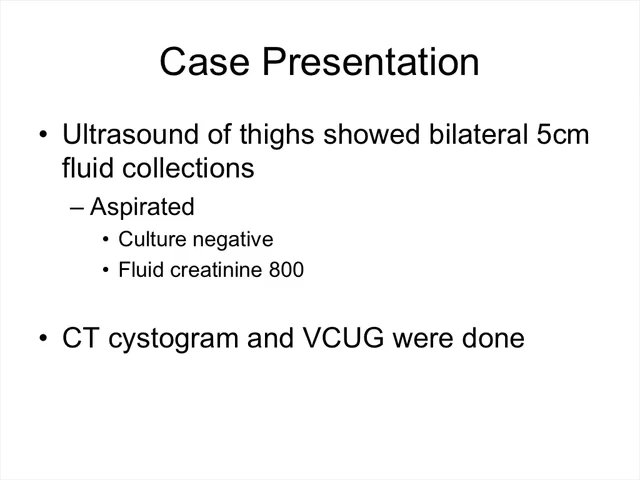 Case Presentation
• Ultrasound of thighs showed bilateral 5cm
fluid collections
– Aspirated
• Culture negative
• Fluid creatinine 800
• CT cystogram and VCUG were done